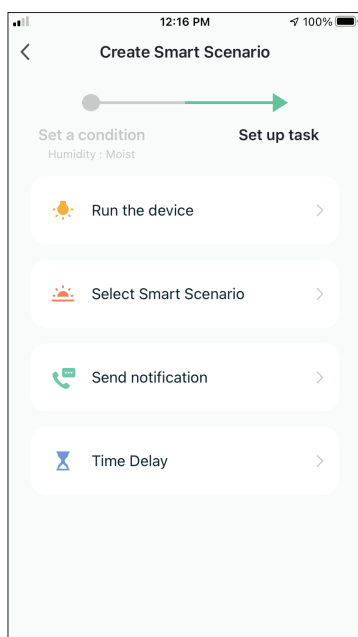 12:16 PM
100%
Create Smart Scenario
Set a condition
Set up task
Humidity : Moist
Run the device
Select Smart Scenario
Send notification
Time Delay